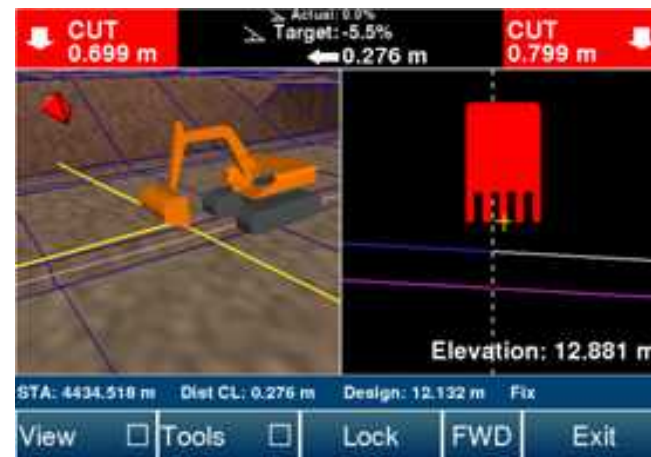 Actual: 0.0%
CUT
0.699 m
Target: -5.5%
0.276 m
CUT
0.799 m
Elevation: 12.881 m
STA: 4434.518 m Dist CL: 0.276 m Design: 12.132 m Fix
View Tools Lock FWD Exit